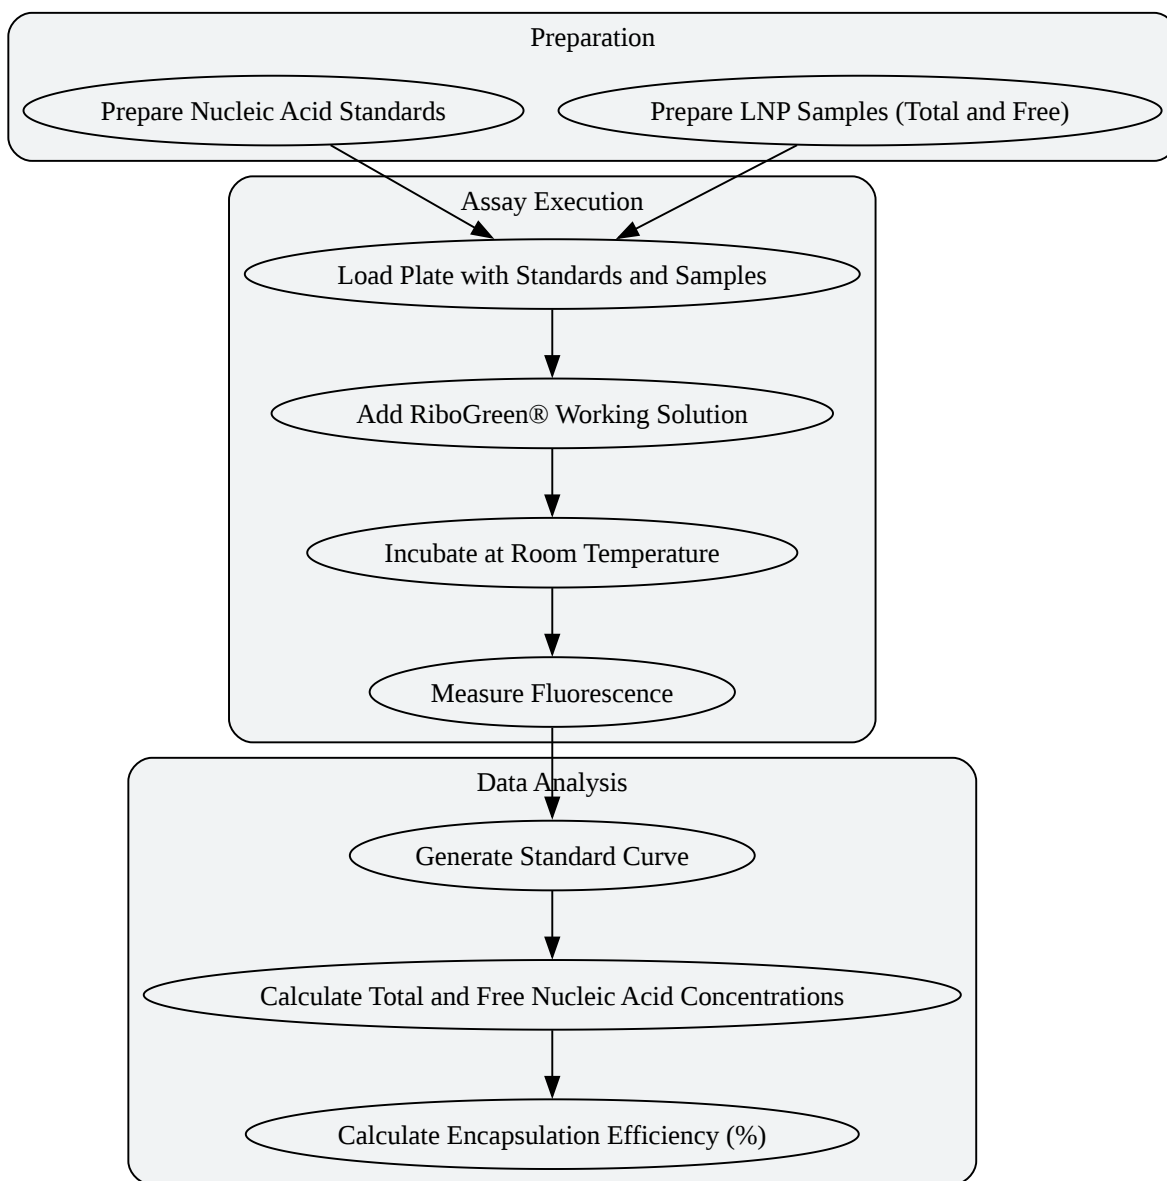 Preparation
Prepare Nucleic Acid Standards
Prepare LNP Samples (Total and Free)
Assay Execution
Load Plate with Standards and Samples
Add RiboGreen® Working Solution
Incubate at Room Temperature
Measure Fluorescence
Data Analysis
Generate Standard Curve
Calculate Total and Free Nucleic Acid Concentrations
Calculate Encapsulation Efficiency (%)